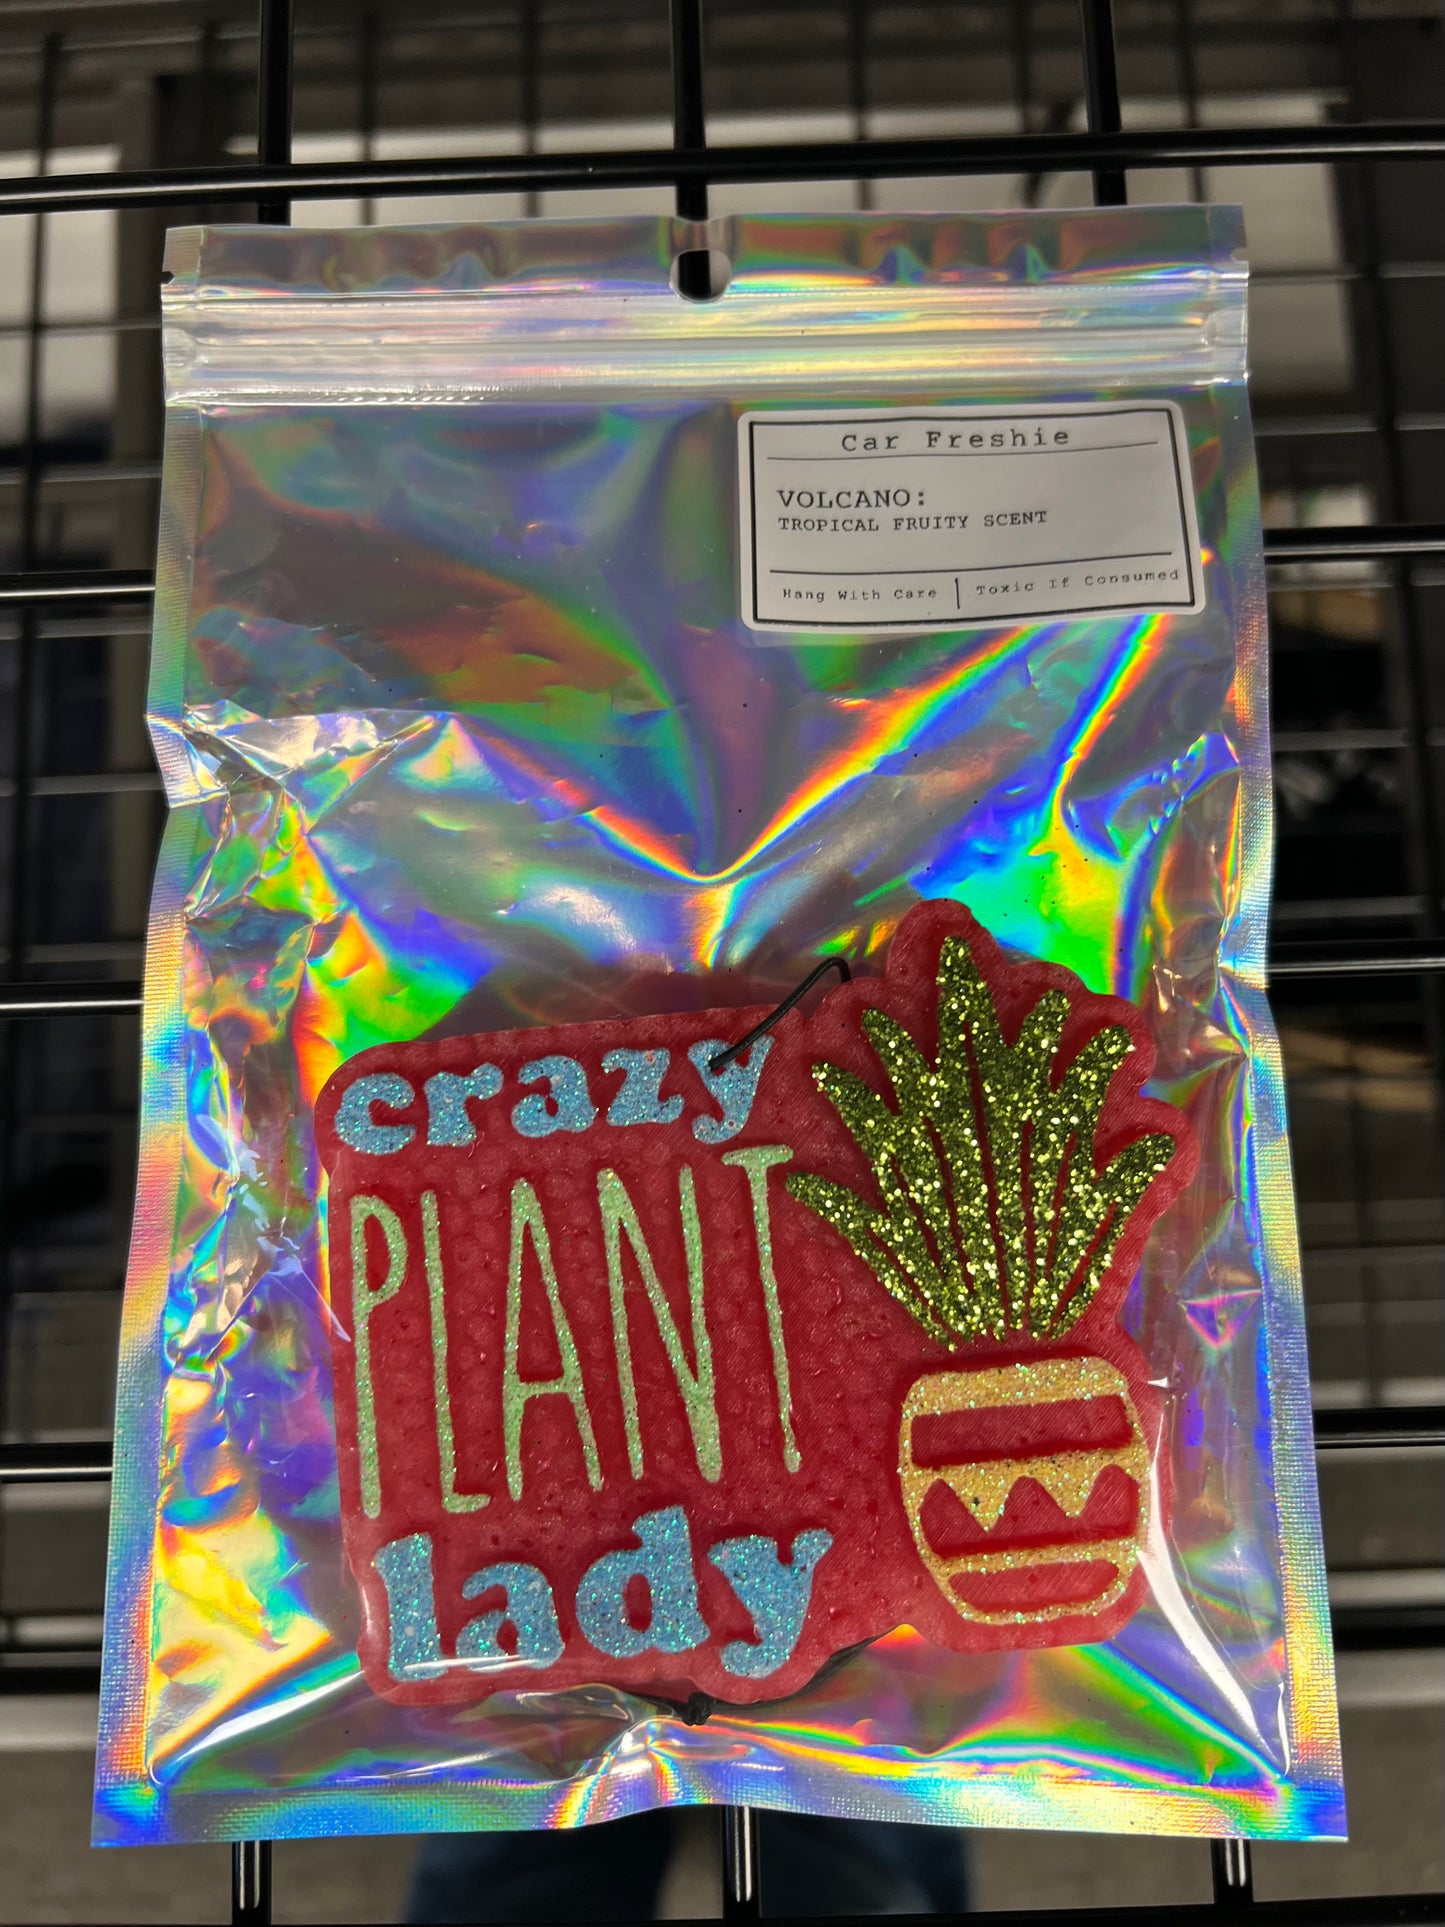 Car Freshie
VOLCANO:
TROPICAL FRUITY SCENT
Hang With Care | Toxic If Consumed
crazy
PLANT
lady